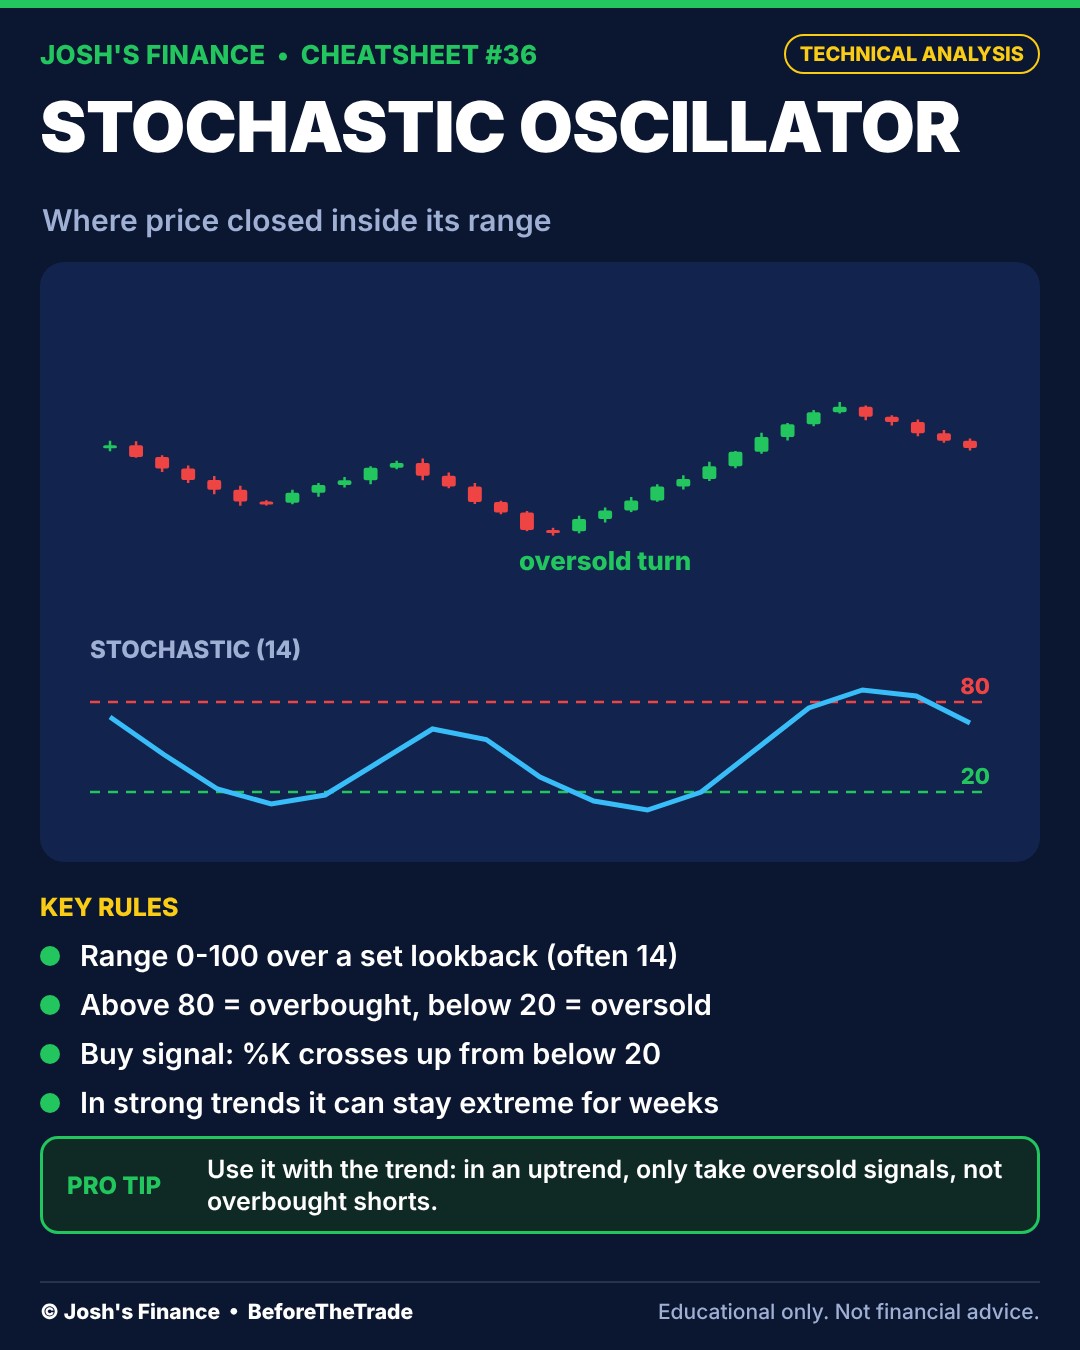 JOSH'S FINANCE • CHEATSHEET #36
TECHNICAL ANALYSIS
STOCHASTIC OSCILLATOR
Where price closed inside its range
oversold turn
STOCHASTIC (14)
80
20
KEY RULES
Range 0-100 over a set lookback (often 14)
Above 80 = overbought, below 20 = oversold
Buy signal: %K crosses up from below 20
In strong trends it can stay extreme for weeks
PRO TIP
Use it with the trend: in an uptrend, only take oversold signals, not
overbought shorts.
© Josh's Finance • BeforeTheTrade
Educational only. Not financial advice.